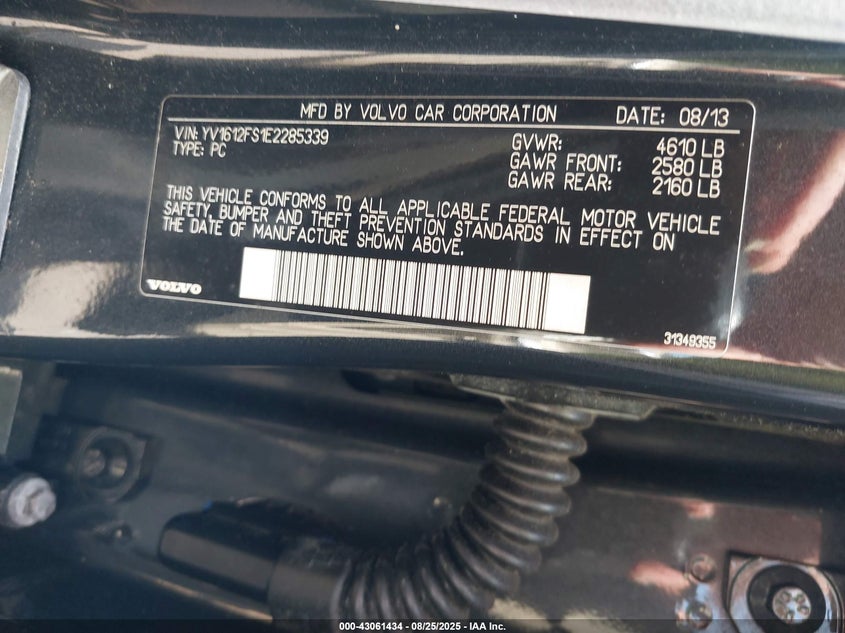 MFD BY VOLVO CAR CORPORATION DATE: 08/13
VIN: YV1612FS1E2285339
TYPE: PC
GVWR: 4610 LB
GAWR FRONT: 2580 LB
GAWR REAR: 2160 LB
THIS VEHICLE CONFORMS TO ALL APPLICABLE FEDERAL MOTOR VEHICLE
SAFETY, BUMPER AND THEFT PREVENTION STANDARDS IN EFFECT ON
THE DATE OF MANUFACTURE SHOWN ABOVE.
VOLVO
31349355
000-43061434 - 08/25/2025 - IAA Inc.